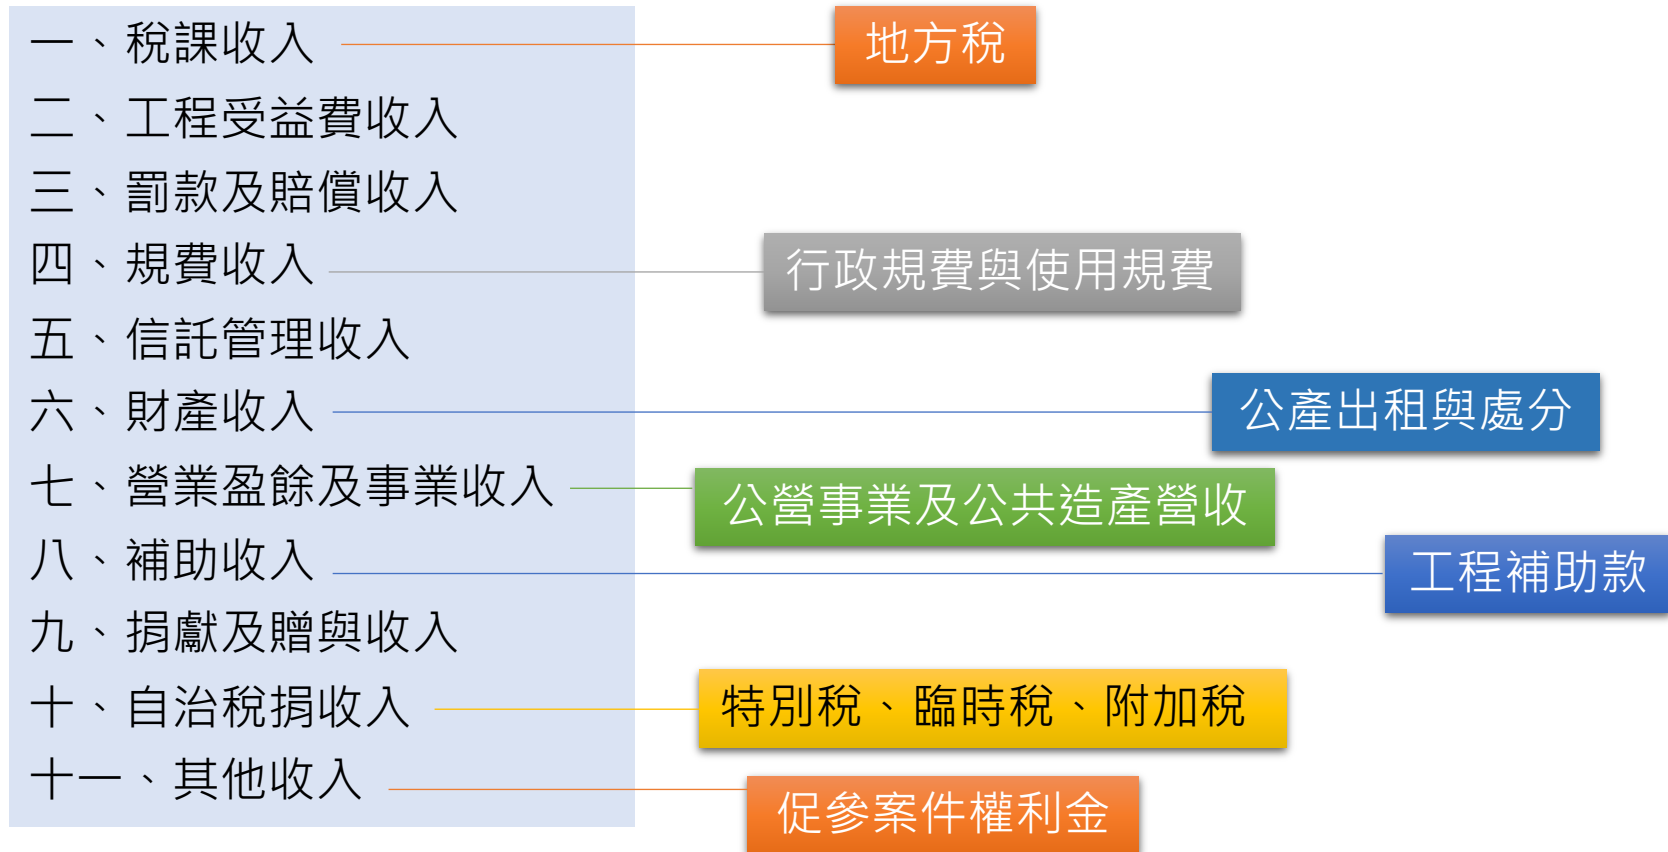 一、稅課收入
地方稅
二、工程受益費收入
三、罰款及賠償收入
四、規費收入
行政規費與使用規費
五、信託管理收入
六、財產收入
公產出租與處分
七、營業盈餘及事業收入
公營事業及公共造產營收
八、補助收入
工程補助款
九、捐獻及贈與收入
十、自治稅捐收入
特別稅、臨時稅、附加稅
十一、其他收入
促參案件權利金